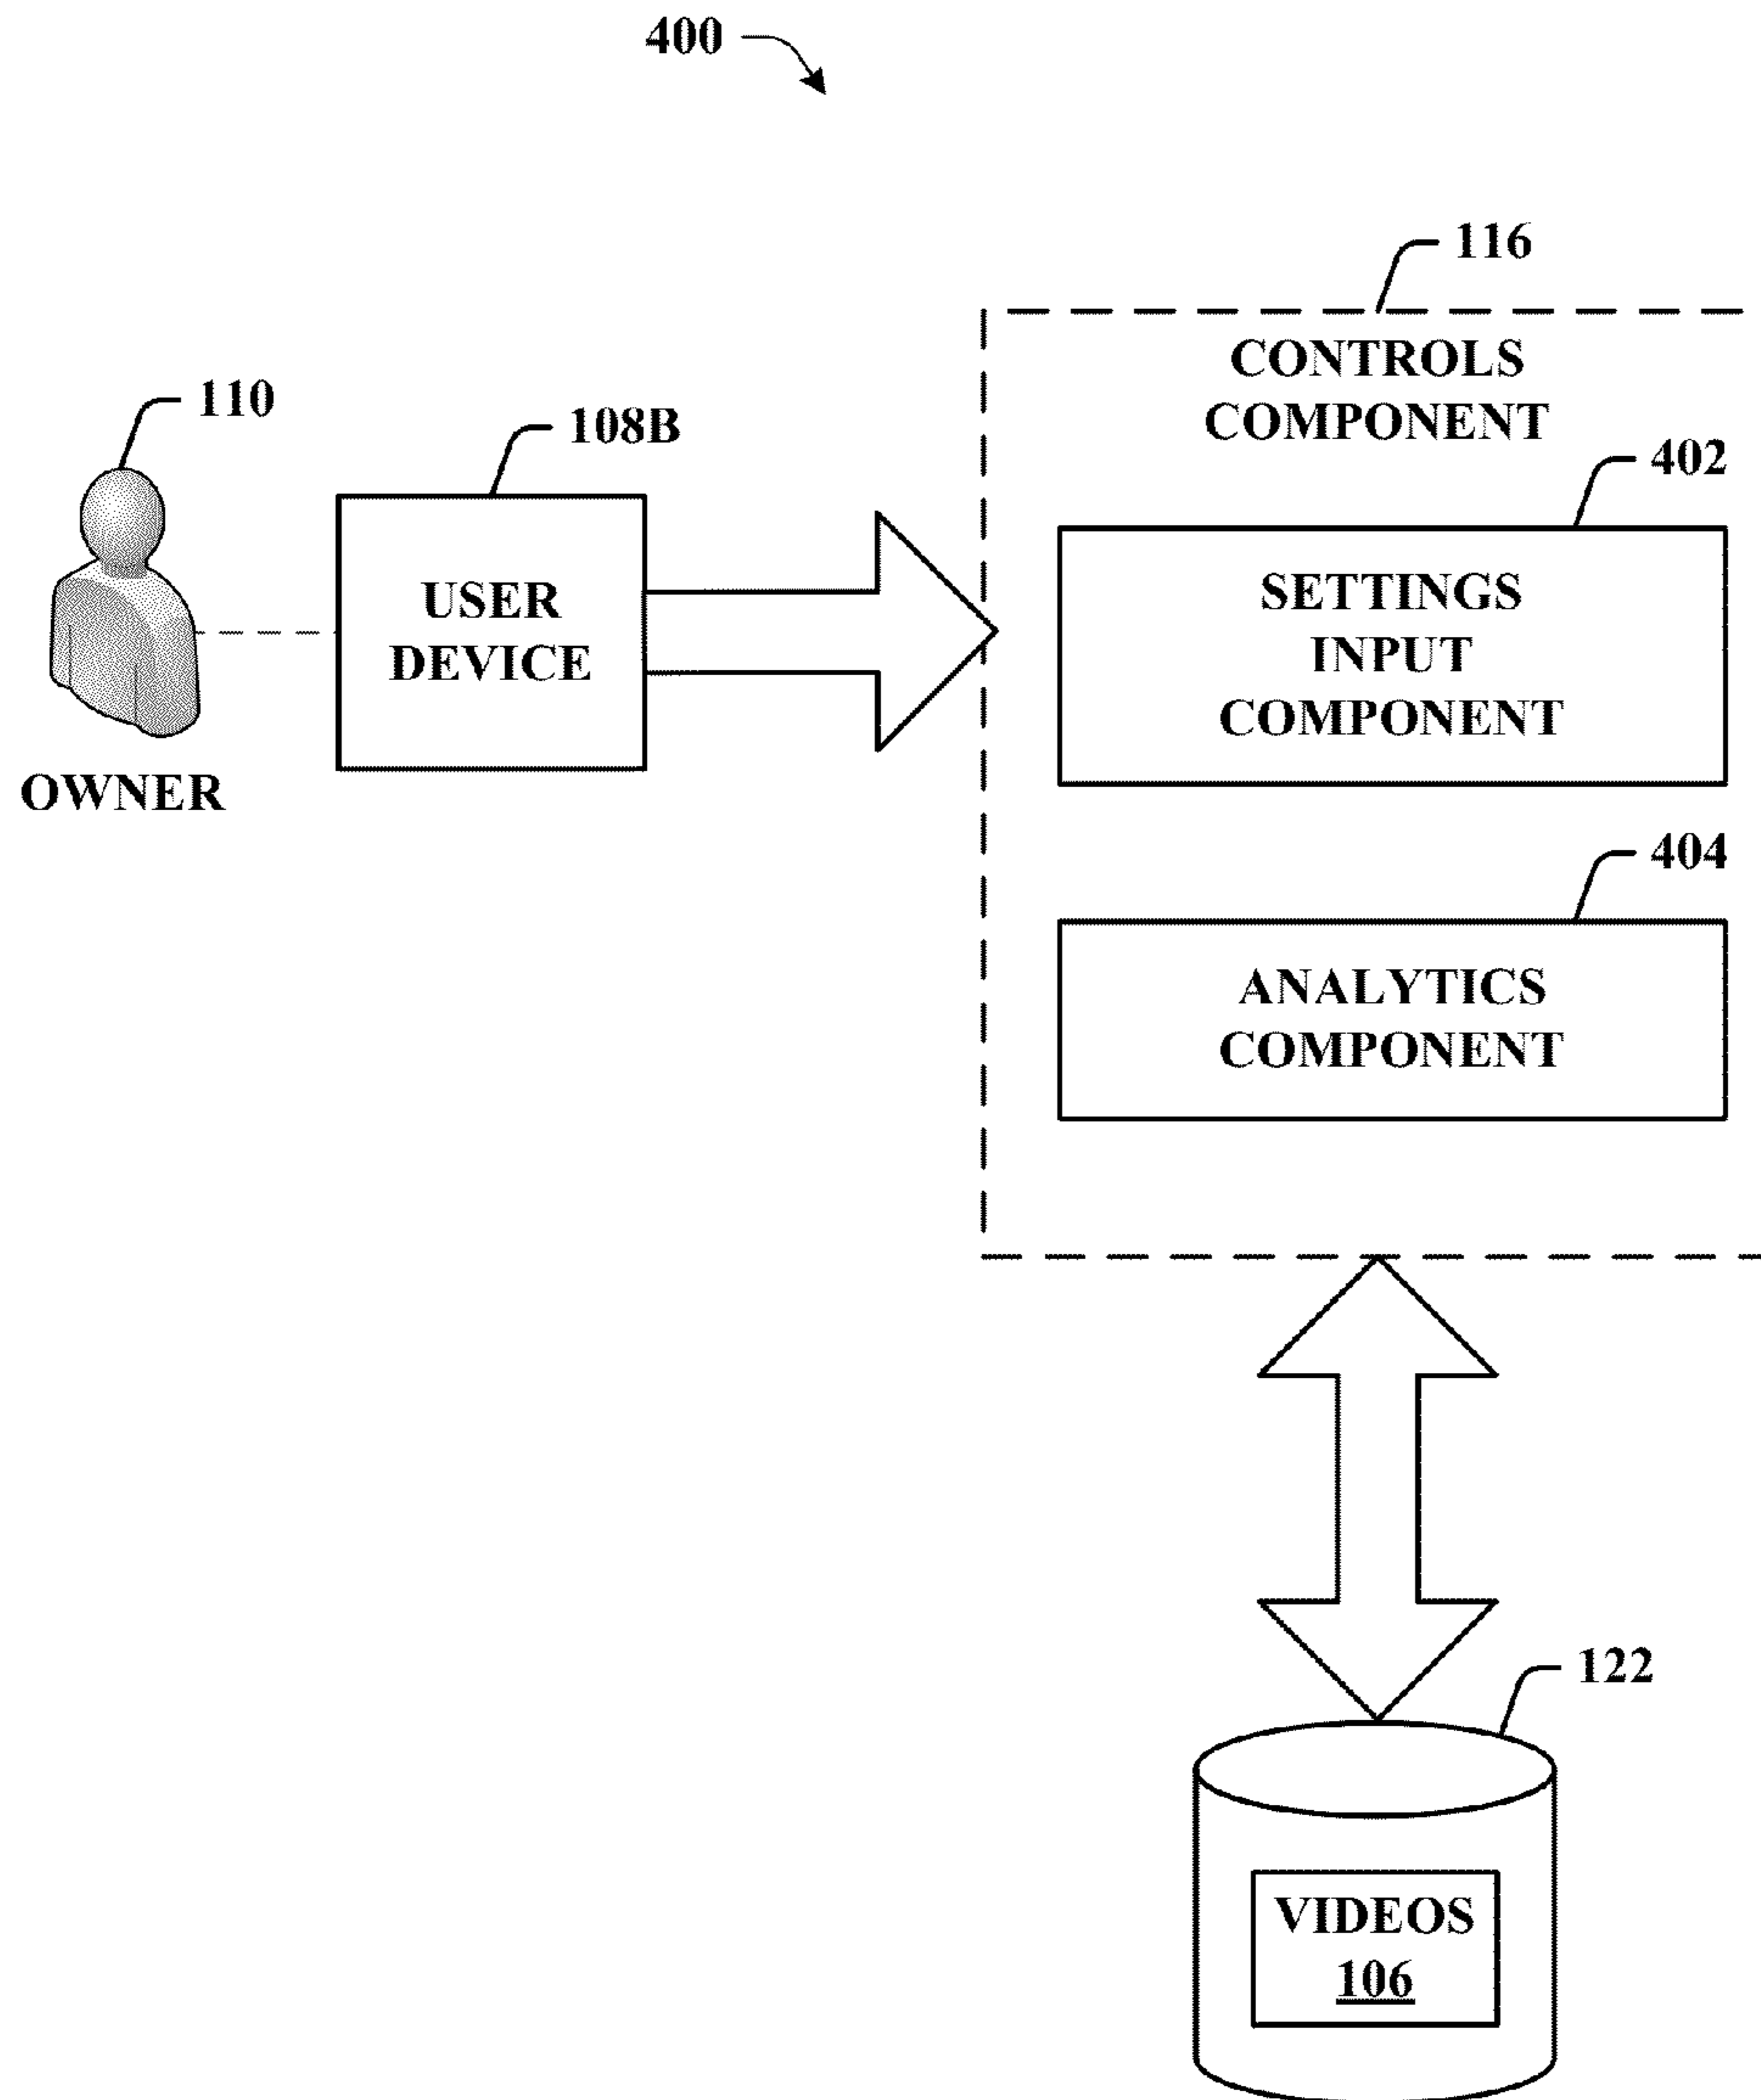 400
116
CONTROLS
COMPONENT
110
108B
402
USER
DEVICE
SETTINGS
INPUT
COMPONENT
OWNER
404
ANALYTICS
COMPONENT
122
VIDEOS
106